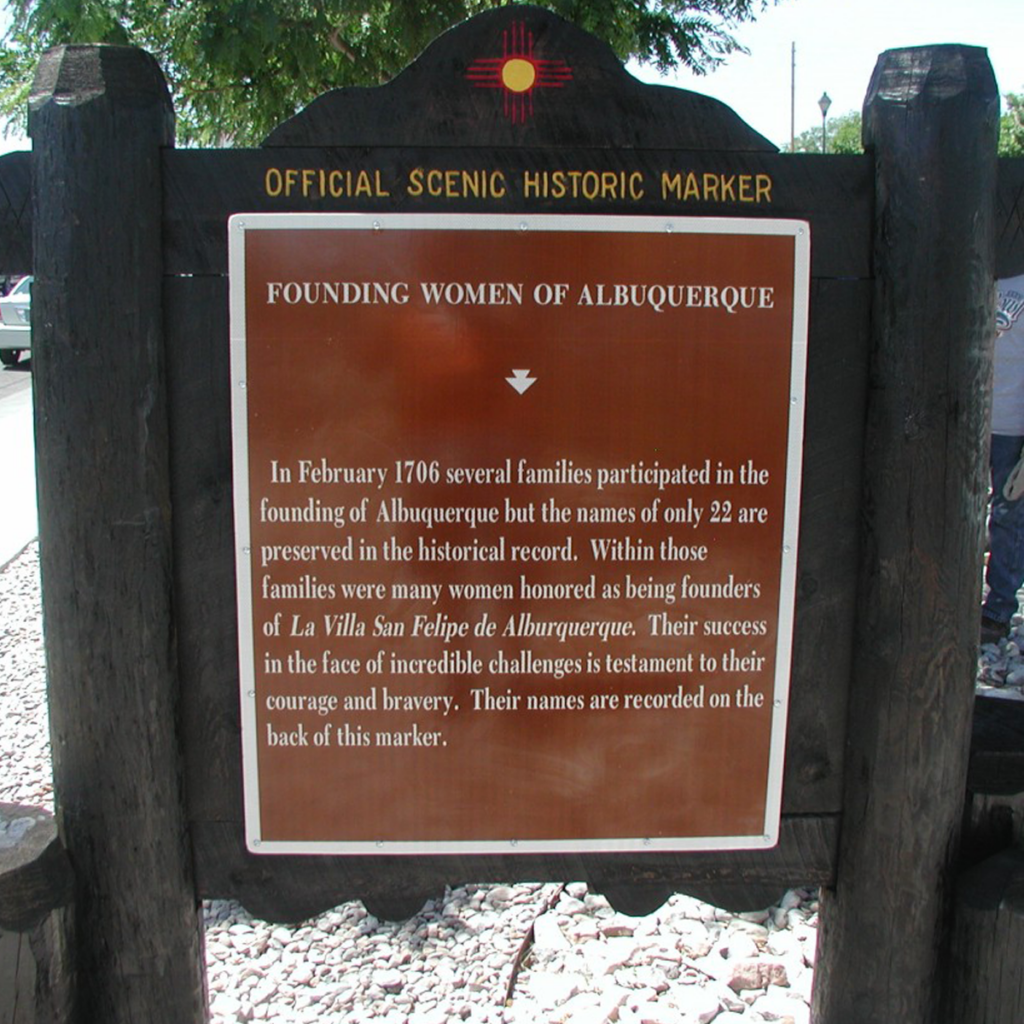 OFFICIAL SCENIC HISTORIC MARKER
FOUNDING WOMEN OF ALBUQUERQUE
In February 1706 several families participated in the
founding of Albuquerque but the names of only 22 are
preserved in the historical record. Within those
families were many women honored as being founders
of La Villa San Felipe de Alburquerque. Their success
in the face of incredible challenges is testament to their
courage and bravery. Their names are recorded on the
back of this marker.